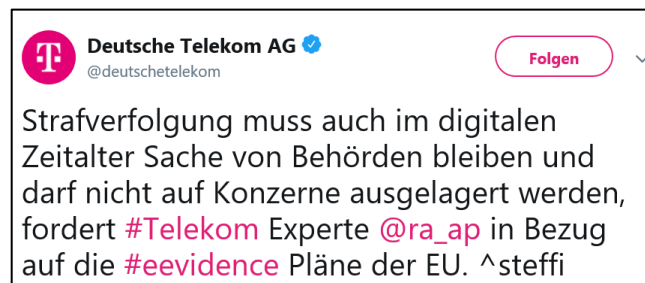 Deutsche Telekom AG
@deutschetelekom
Folgen
Strafverfolgung muss auch im digitalen
Zeitalter Sache von Behörden bleiben und
darf nicht auf Konzerne ausgelagert werden,
fordert #Telekom Experte @ra_ap in Bezug
auf die #eevidence Pläne der EU. ^steffi